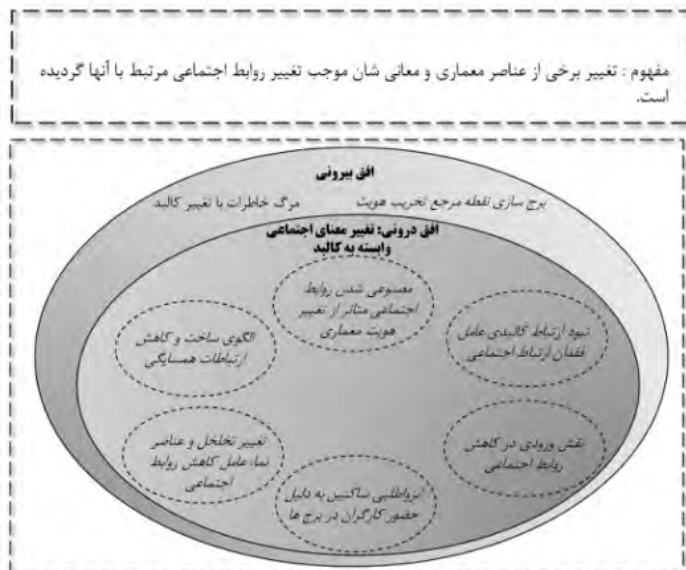 مفهوم : تغییر برخی از عناصر معماری و معانی شان موجب تغییر روابط اجتماعی مرتبط با آنها گردیده
است.
افق بیرونی
برج سازی نقطه مرجع تخریب هویت
مرگ خاطرات با تغییر کالبد
افق درونی: تغییر معنای اجتماعی
وابسته به کالبد
مصنوعی شدن روابط
اجتماعی متاثر از تغییر
هویت معماری
نبود ارتباط کالبدی عامل
فقدان ارتباط اجتماعی
الگوی ساخت و کاهش
ارتباطات همسایگی
نقش ورودی در کاهش
روابط اجتماعی
تغییر تخلخل و عناصر
نما، عامل کاهش روابط
اجتماعی
انزواطلبی ساکنین به دلیل
حضور کارگران در برج ها